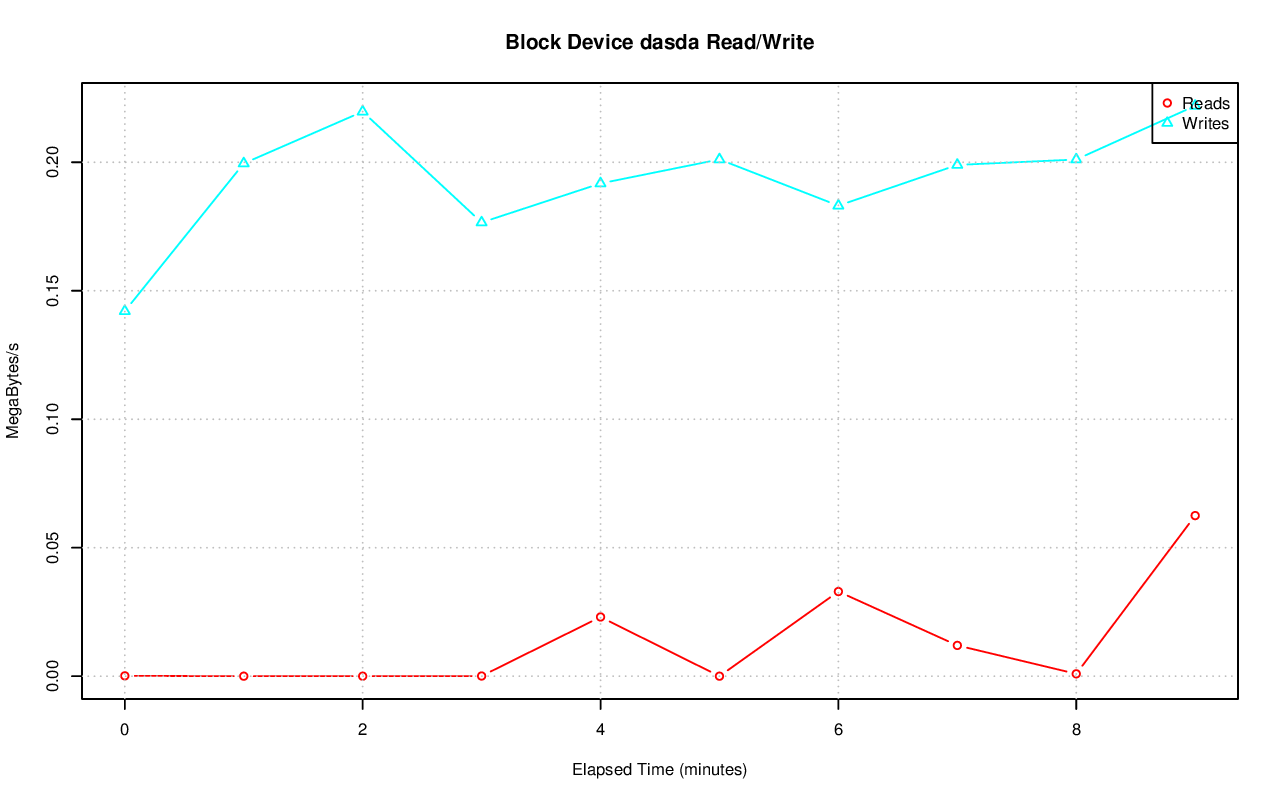 Block Device dasda Read/Write
Reads
Writes
MegaBytes/s
0.20
0.15
0.10
0.05
0.00
0 2 4 6 8
Elapsed Time (minutes)